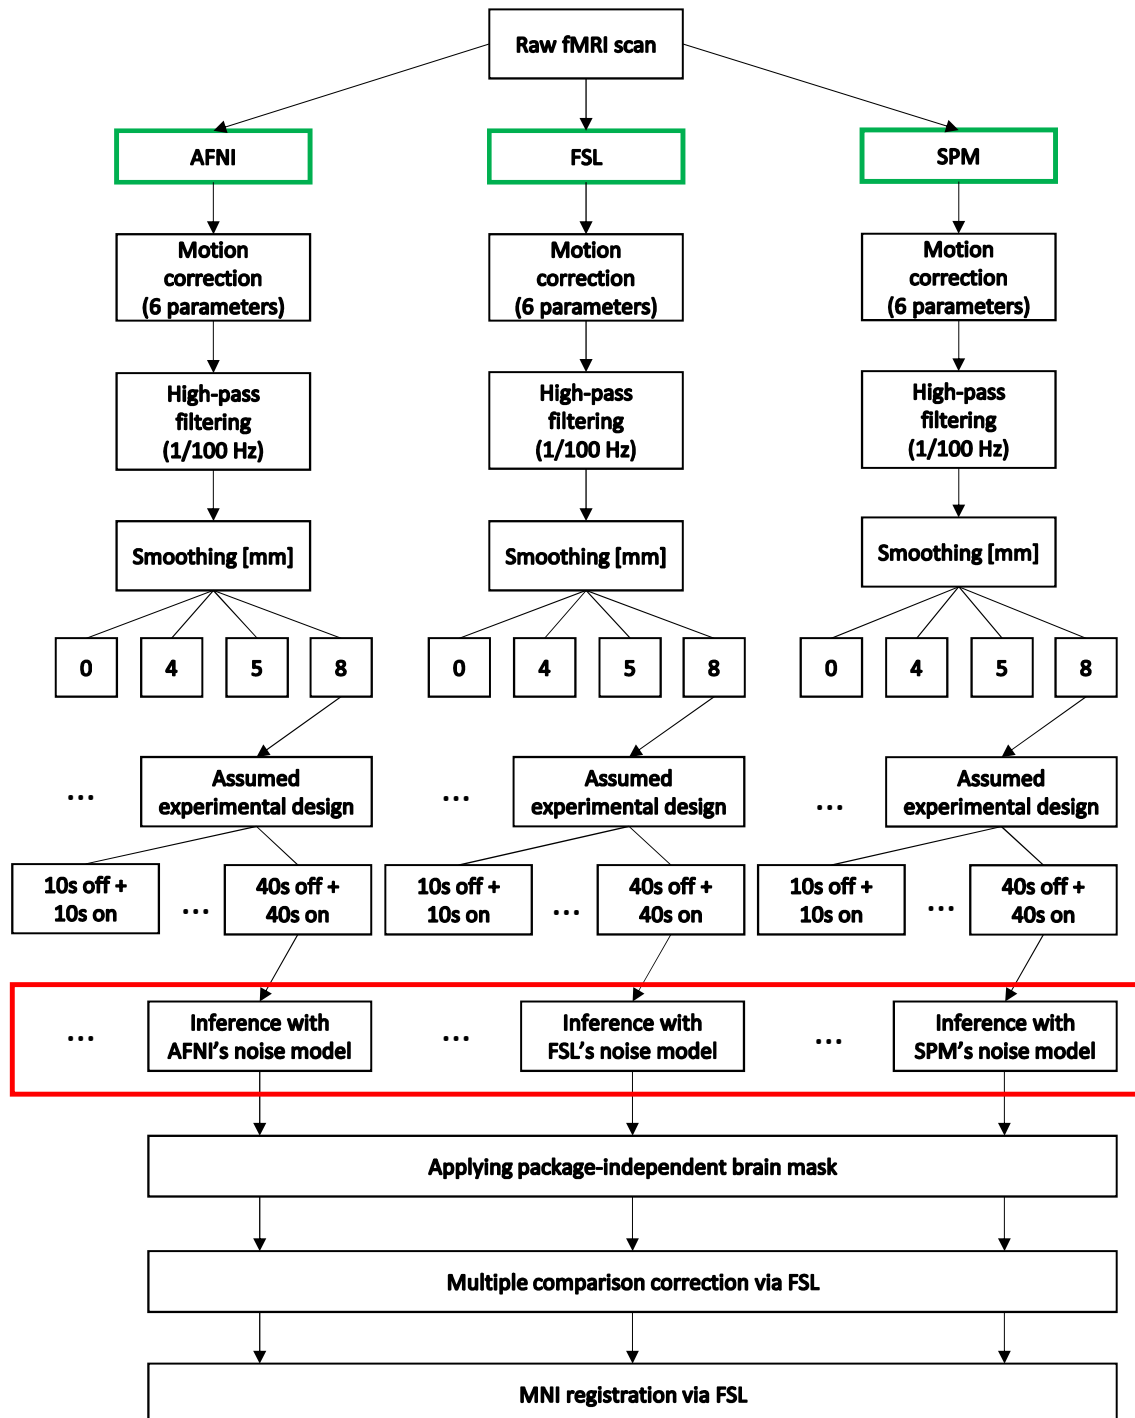 Raw fMRI scan
AFNI
FSL
SPM
Motion
correction
(6 parameters)
Motion
correction
(6 parameters)
Motion
correction
(6 parameters)
High-pass
filtering
(1/100 Hz)
High-pass
filtering
(1/100 Hz)
High-pass
filtering
(1/100 Hz)
Smoothing [mm]
Smoothing [mm]
Smoothing [mm]
0
4
5
8
0
4
5
8
0
4
5
8
...
Assumed
experimental design
...
Assumed
experimental design
...
Assumed
experimental design
10s off +
10s on
...
40s off +
40s on
10s off +
10s on
...
40s off +
40s on
10s off +
10s on
...
40s off +
40s on
...
Inference with
AFNI’s noise model
...
Inference with
FSL’s noise model
...
Inference with
SPM’s noise model
Applying package-independent brain mask
Multiple comparison correction via FSL
MNI registration via FSL